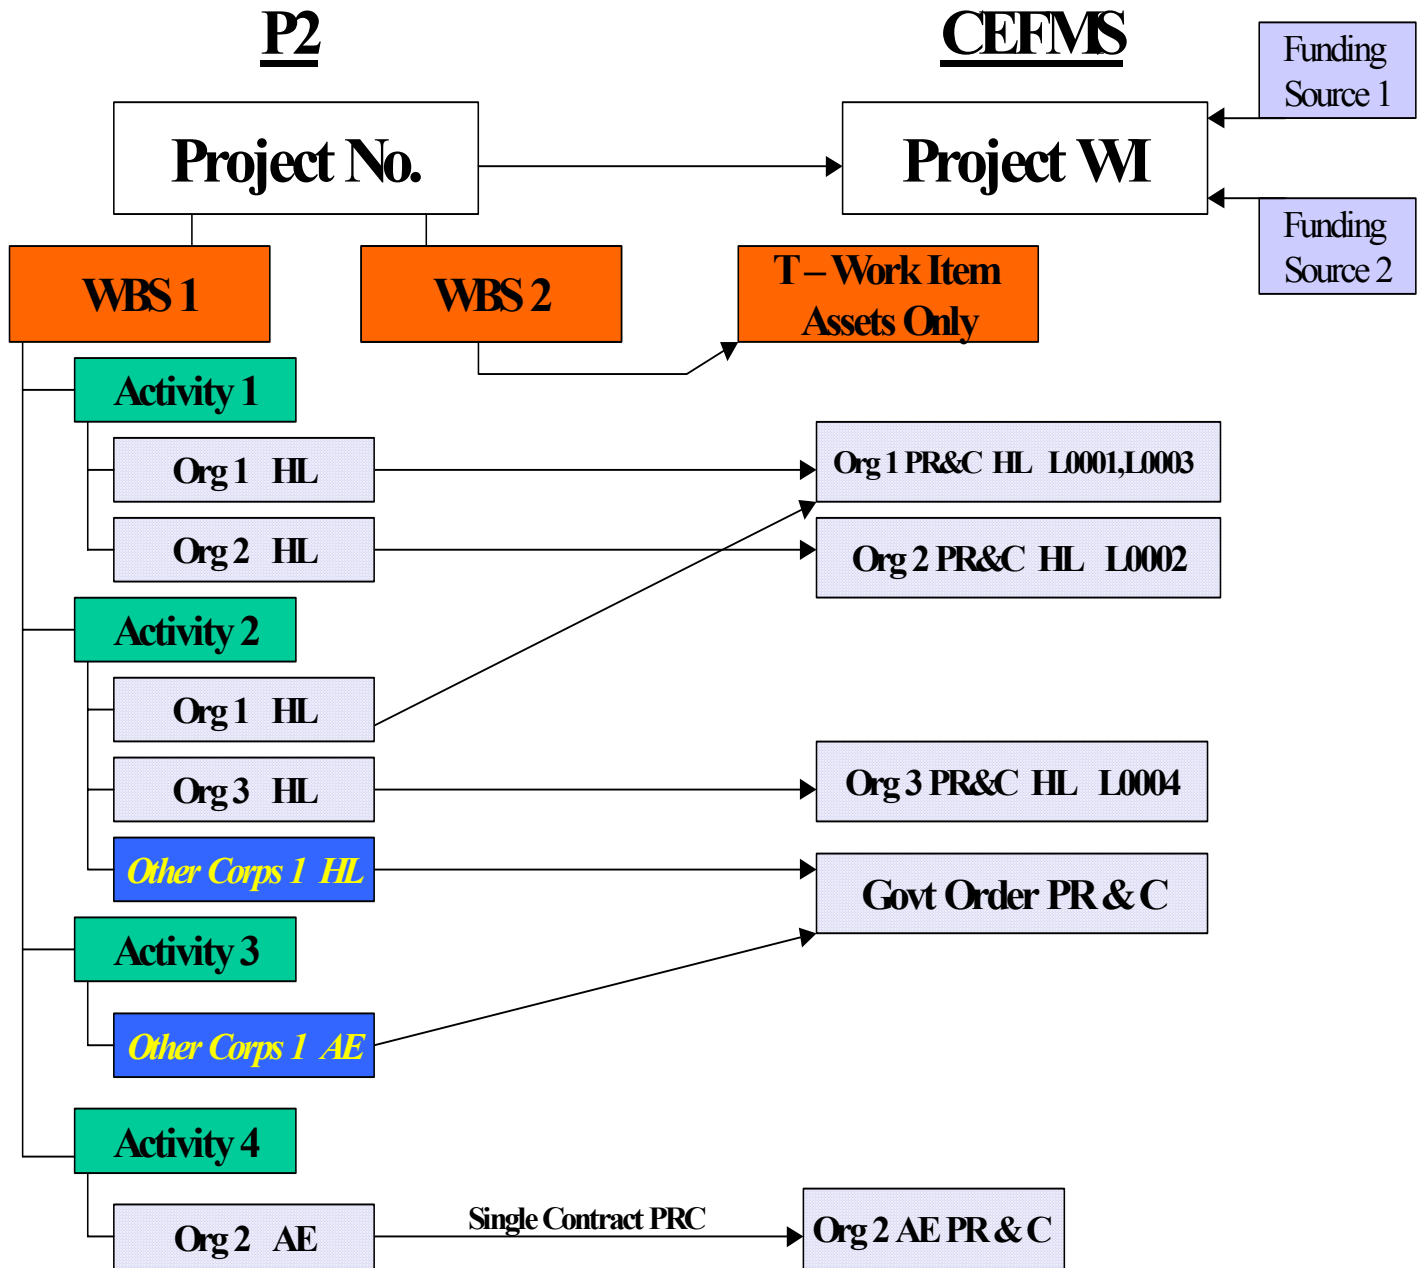 P2
CEFMS
Funding
Source 1
Project No.
Project WI
Funding
Source 2
WBS 1
WBS 2
T – Work Item
Assets Only
Activity 1
Org 1 HL
Org 1 PR&C HL L0001,L0003
Org 2 HL
Org 2 PR&C HL L0002
Activity 2
Org 1 HL
Org 3 HL
Org 3 PR&C HL L0004
Other Corps 1 HL
Govt Order PR & C
Activity 3
Other Corps 1 AE
Activity 4
Single Contract PRC
Org 2 AE
Org 2 AE PR & C